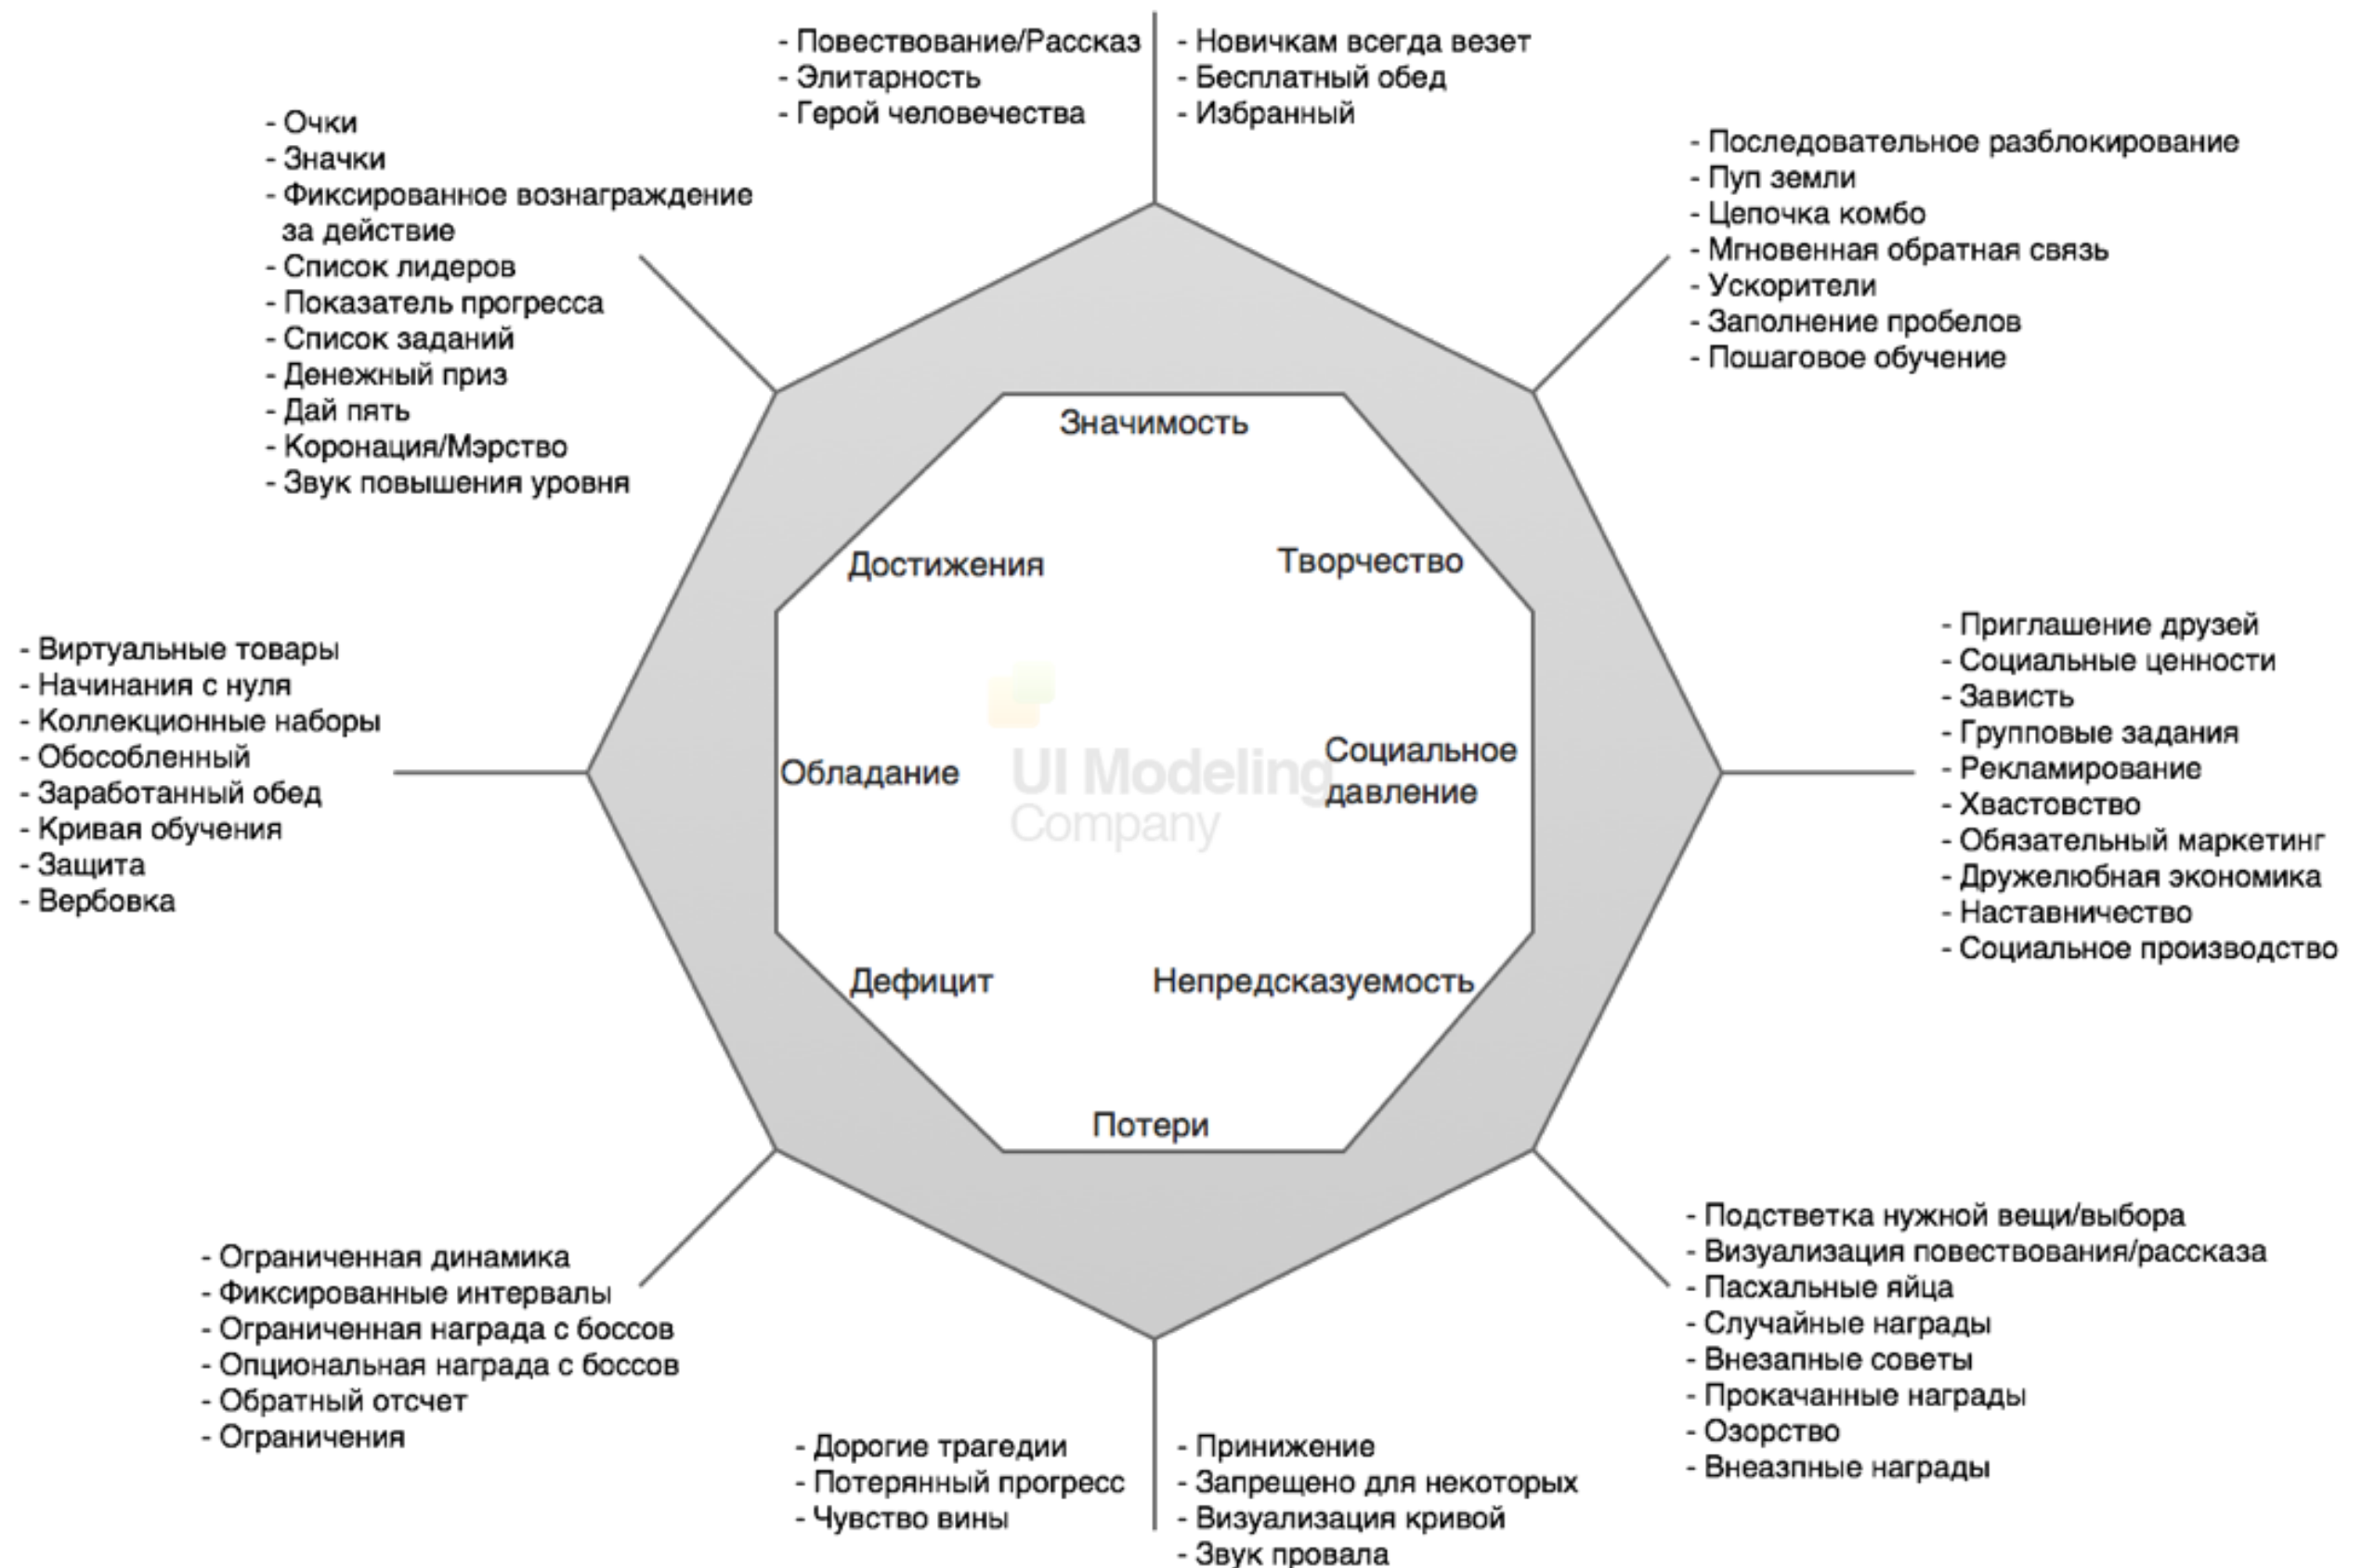 - Повествование/Рассказ
- Элитарность
- Герой человечества
- Новичкам всегда везет
- Бесплатный обед
- Избранный
- Очки
- Значки
- Фиксированное вознаграждение
за действие
- Список лидеров
- Показатель прогресса
- Список заданий
- Денежный приз
- Дай пять
- Коронация/Мэрство
- Звук повышения уровня
- Последовательное разблокирование
- Пуп земли
- Цепочка комбо
- Мгновенная обратная связь
- Ускорители
- Заполнение пробелов
- Пошаговое обучение
Значимость
Достижения
Творчество
- Виртуальные товары
- Начинания с нуля
- Коллекционные наборы
- Обособленный
- Заработанный обед
- Кривая обучения
- Защита
- Вербовка
Обладание
UI Modeling
Company
Социальное
давление
- Приглашение друзей
- Социальные ценности
- Зависть
- Групповые задания
- Рекламирование
- Хвастовство
- Обязательный маркетинг
- Дружелюбная экономика
- Наставничество
- Социальное производство
Дефицит
Непредсказуемость
Потери
- Ограниченная динамика
- Фиксированные интервалы
- Ограниченная награда с боссов
- Опциональная награда с боссов
- Обратный отсчет
- Ограничения
- Подстветка нужной вещи/выбора
- Визуализация повествования/рассказа
- Пасхальные яйца
- Случайные награды
- Внезапные советы
- Прокачанные награды
- Озорство
- Внеазпные награды
- Дорогие трагедии
- Потерянный прогресс
- Чувство вины
- Принижение
- Запрещено для некоторых
- Визуализация кривой
- Звук провала